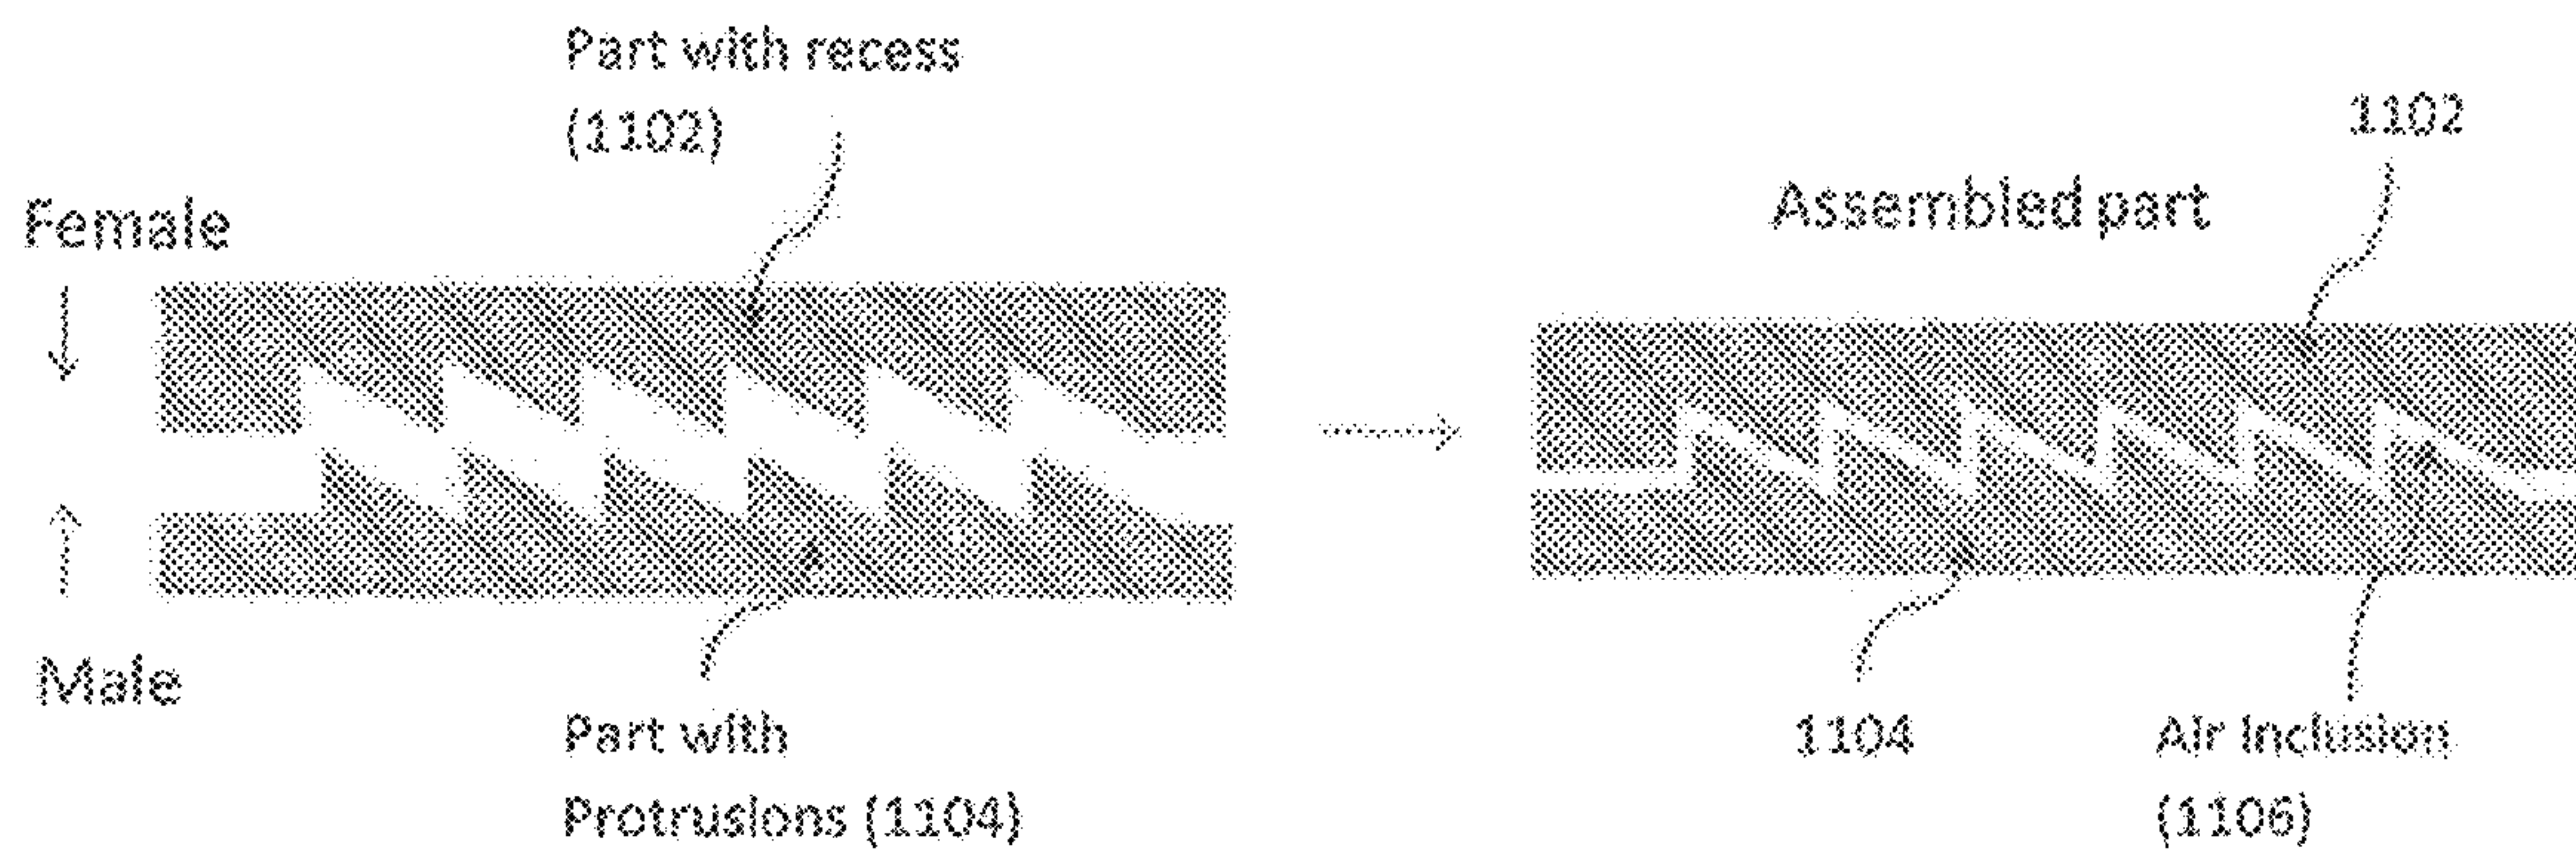 Part with recess
(1102)
Female
Male
Part with
Protrusions (1104)
1102
Assembled part
1104
Air Inclusion
(1106)